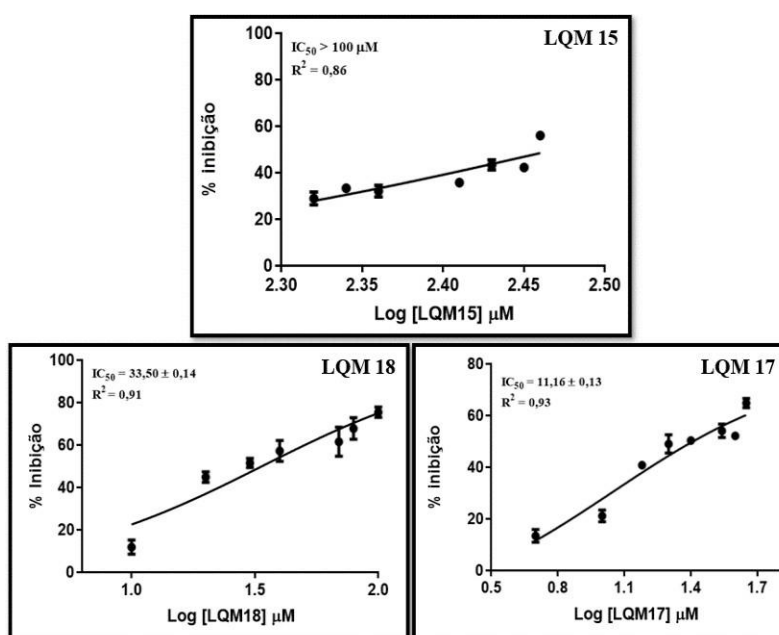 LQM 15
IC50 > 100 μM
R2 = 0,86
100
80
60
40
20
0
% inibição
2.30 2.35 2.40 2.45 2.50
Log [LQM15] μM
LQM 18
IC50 = 33,50 ± 0,14
R2 = 0,91
100
80
60
40
20
0
% Inibição
1.0 1.5 2.0
Log [LQM18] μM
LQM 17
IC50 = 11,16 ± 0,13
R2 = 0,93
80
60
40
20
0
% Inibição
0.5 0.8 1.1 1.4 1.7
Log [LQM17] μM